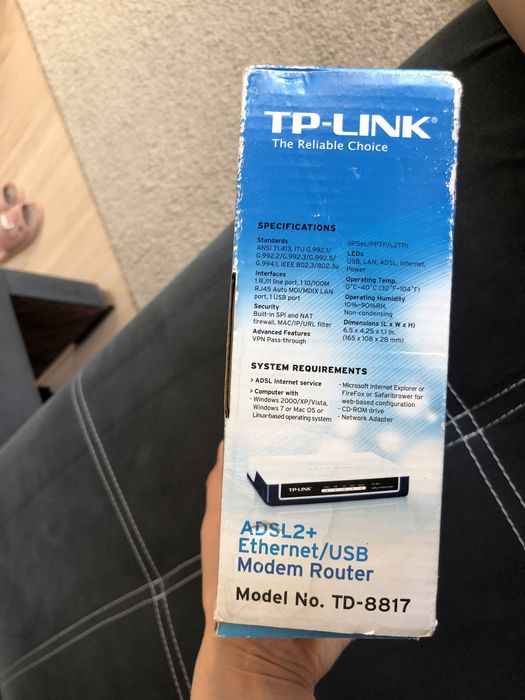 TP-LINK®
The Reliable Choice
SPECIFICATIONS
Standards
ANSI T1.413, ITU G.992.1/
G.992.2/G.992.3/G.992.5/
G.994.1, IEEE 802.3/802.3u
Interfaces
1 RJ11 line port, 1 10/100M
RJ45 Auto MDI/MDIX LAN
port, 1 USB port
Security
Built-in SPI and NAT
firewall, MAC/IP/URL filter
Advanced Features
VPN Pass-through
(IPSec/PPTP/L2TP)
LEDs
USB, LAN, ADSL, Internet,
Power
Operating Temp.
0°C~40°C (32°F~104°F)
Operating Humidity
10%~90%RH,
Non-condensing
Dimensions (L x W x H)
6.5 x 4.25 x 1.1 in.
(165 x 108 x 28 mm)
SYSTEM REQUIREMENTS
> ADSL Internet service
> Computer with
· Windows 2000/XP/Vista,
Windows 7 or Mac OS or
Linux-based operating system
· Microsoft Internet Explorer or
FireFox or Safaribrower for
web-based configuration
· CD-ROM drive
· Network Adapter
TP-LINK
ADSL2+
Ethernet/USB
Modem Router
Model No. TD-8817